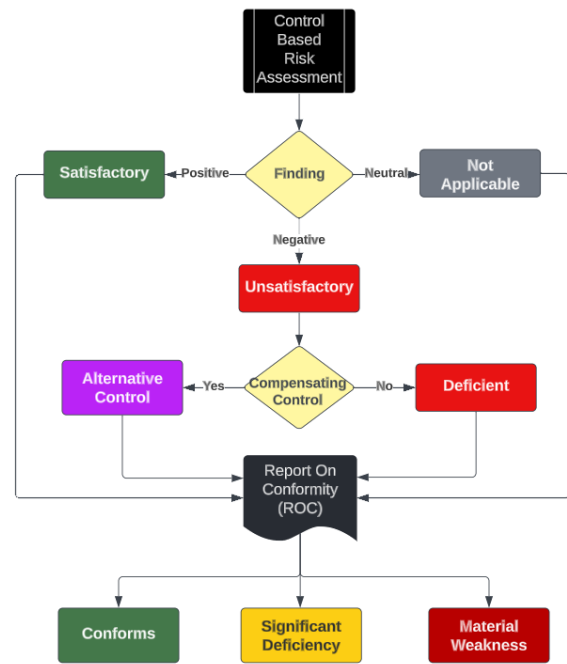 Control
Based
Risk
Assessment
Satisfactory
Positive
Finding
Neutral
Not
Applicable
Negative
Unsatisfactory
Alternative
Control
Yes
Compensating
Control
No
Deficient
Report On
Conformity
(ROC)
Conforms
Significant
Deficiency
Material
Weakness